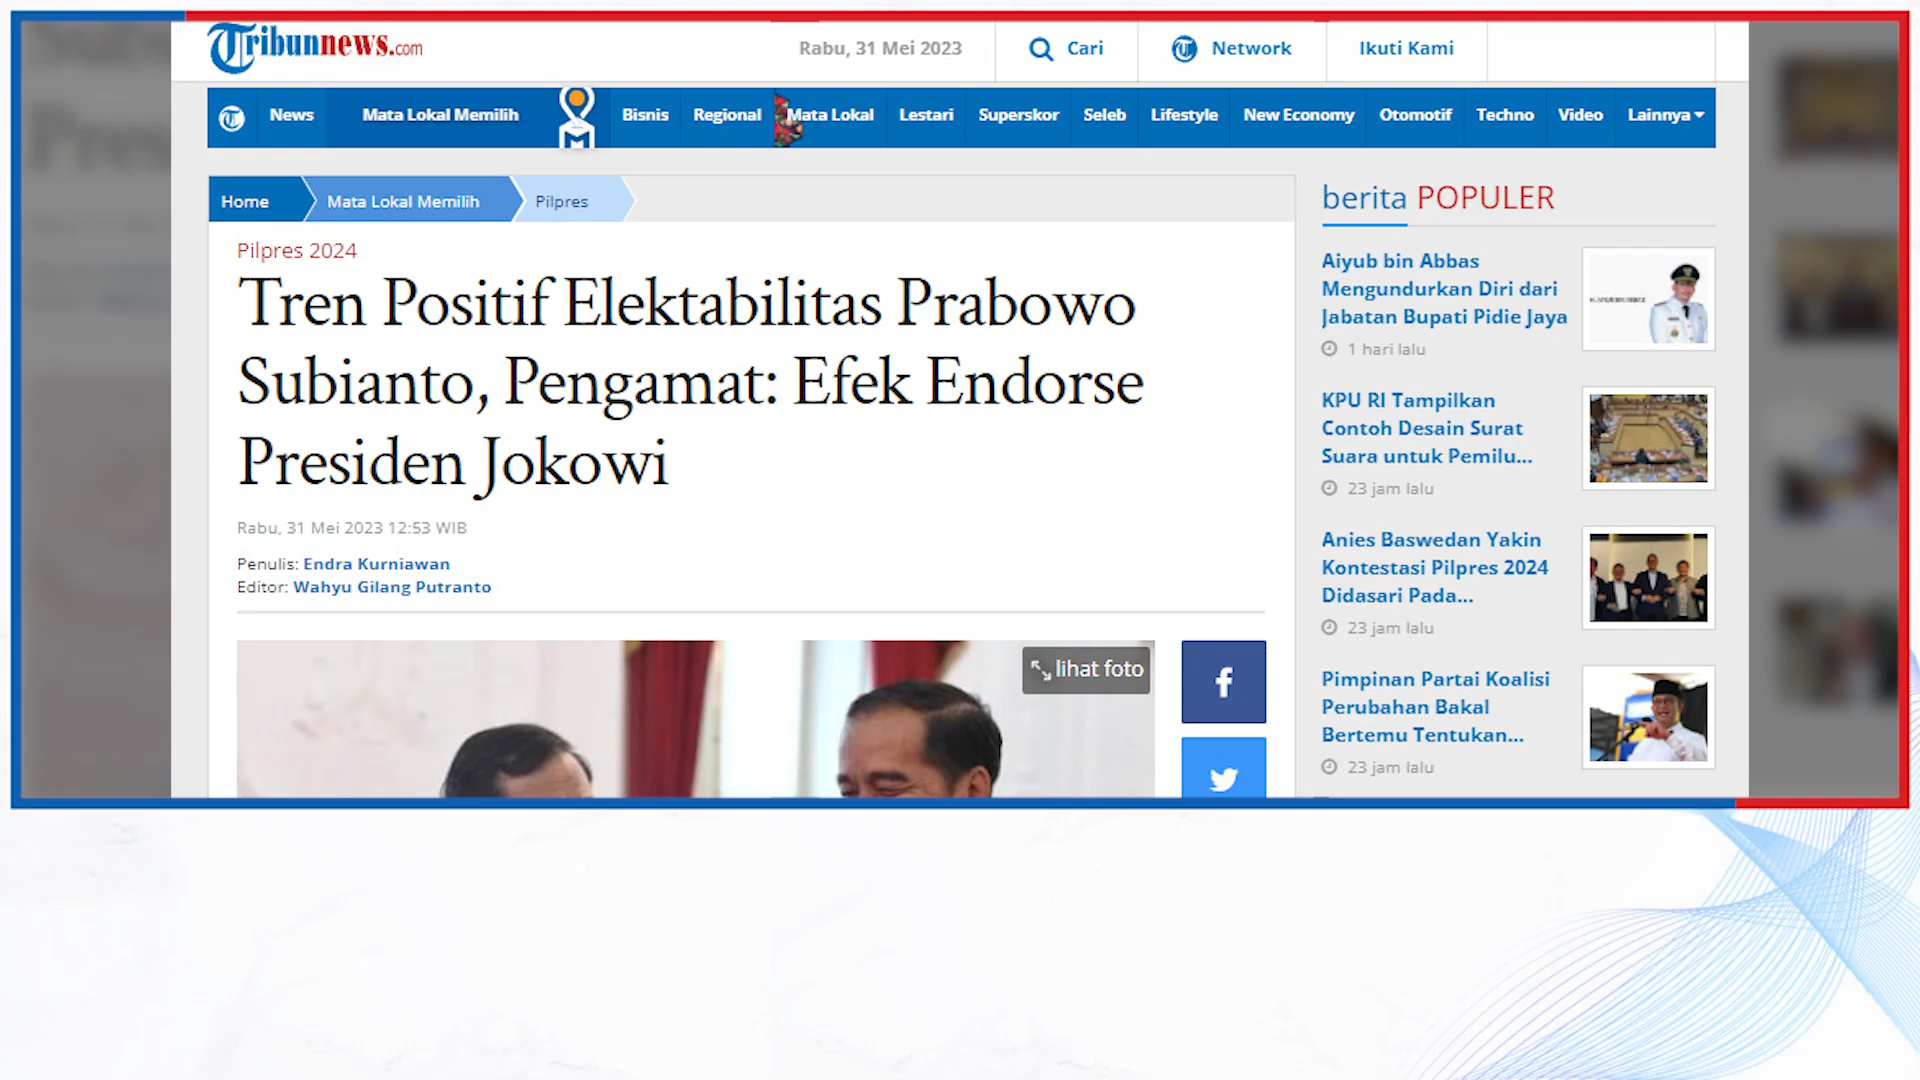 Tribunnews.com
Rabu, 31 Mei 2023
Cari
Network
Ikuti Kami
News
Mata Lokal Memilih
Bisnis
Regional
Mata Lokal
Lestari
Superskor
Seleb
Lifestyle
New Economy
Otomotif
Techno
Video
Lainnya
Home
Mata Lokal Memilih
Pilpres
Pilpres 2024
Tren Positif Elektabilitas Prabowo
Subianto, Pengamat: Efek Endorse
Presiden Jokowi
Rabu, 31 Mei 2023 12:53 WIB
Penulis: Endra Kurniawan
Editor: Wahyu Gilang Putranto
lihat foto
berita POPULER
Aiyub bin Abbas
Mengundurkan Diri dari
Jabatan Bupati Pidie Jaya
1 hari lalu
KPU RI Tampilkan
Contoh Desain Surat
Suara untuk Pemilu...
23 jam lalu
Anies Baswedan Yakin
Kontestasi Pilpres 2024
Didasari Pada...
23 jam lalu
Pimpinan Partai Koalisi
Perubahan Bakal
Bertemu Tentukan...
23 jam lalu